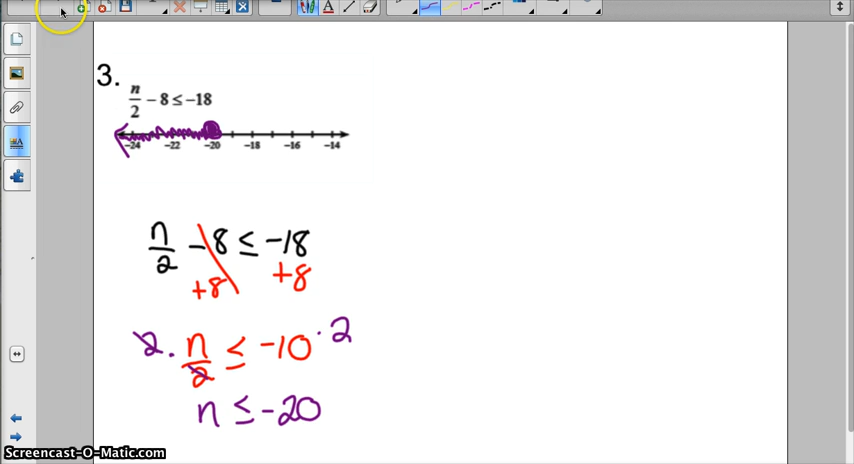 3.
n/2 − 8 ≤ −18
−24 −22 −20 −18 −16 −14
n/2 − 8 ≤ −18
+8 +8
2 · n/2 ≤ −10 · 2
n ≤ −20
Screencast-O-Matic.com